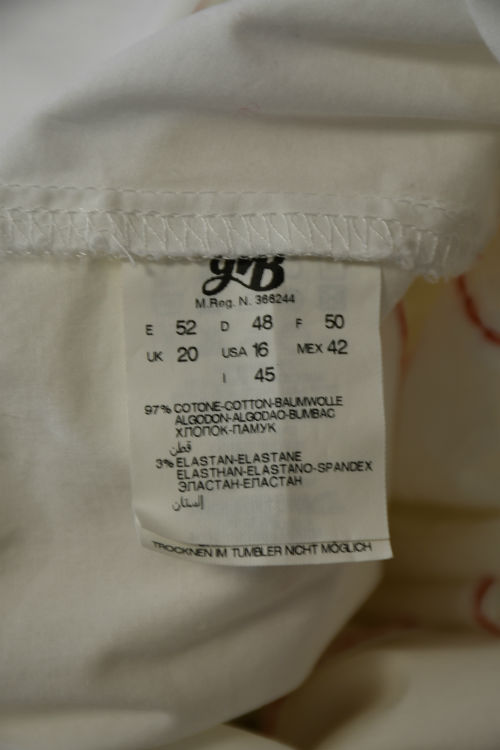 M.Reg. N. 366244
E 52 D 48 F 50
UK 20 USA 16 MEX 42
I 45
97% COTONE-COTTON-BAUMWOLLE
ALGODON-ALGODAO-BUMBAC
ХЛОПОК-ПАМУК
قطن
3% ELASTAN-ELASTANE
ELASTHAN-ELASTANO-SPANDEX
ЭЛАСТАН-ЕЛАСТАН
إلستان
TROCKNEN IM TUMBLER NICHT MÖGLICH